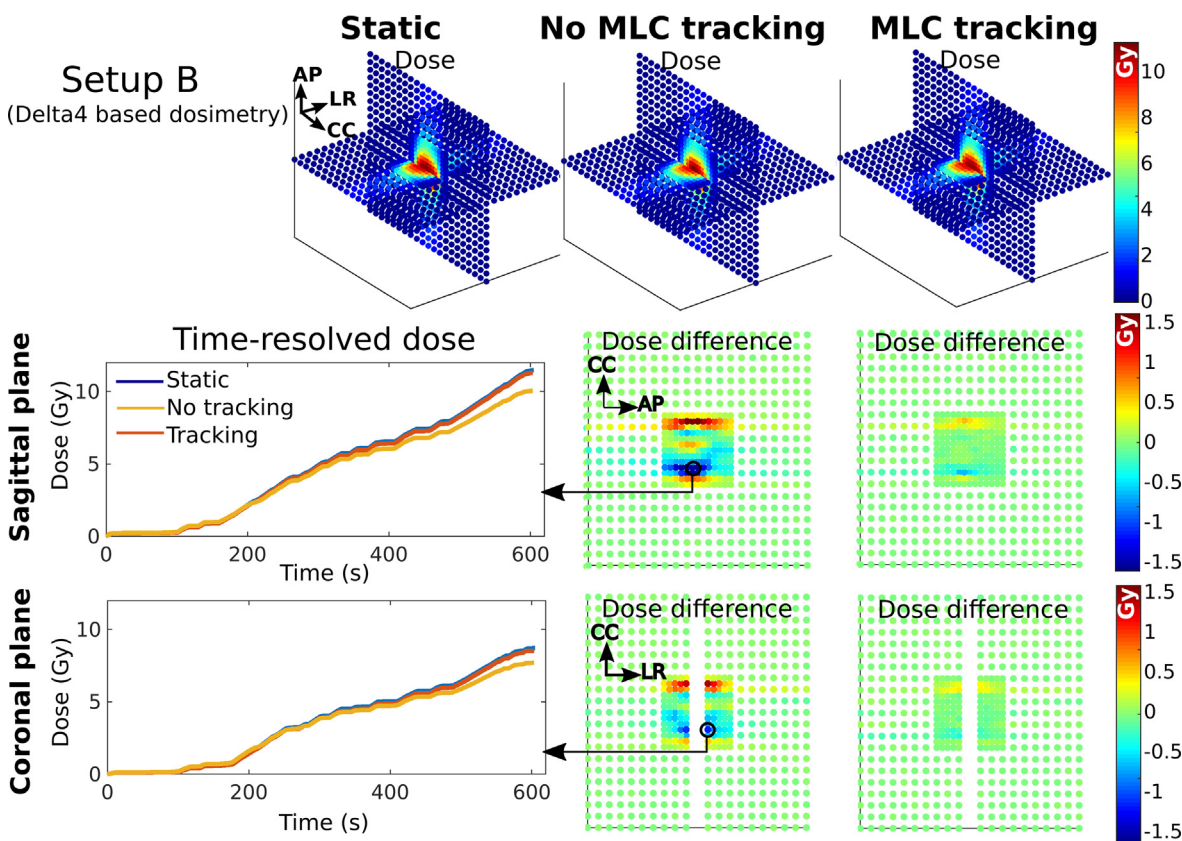 Static
No MLC tracking
MLC tracking
Setup B
(Delta4 based dosimetry)
AP
LR
CC
Dose
Dose
Dose
Gy
10
8
6
4
2
0
Sagittal plane
Time-resolved dose
10
5
0
Dose (Gy)
Static
No tracking
Tracking
0
200
400
600
Time (s)
Dose difference
CC
AP
Dose difference
Gy
1.5
1
0.5
0
-0.5
-1
-1.5
Coronal plane
10
5
0
Dose (Gy)
0
200
400
600
Time (s)
Dose difference
CC
LR
Dose difference
Gy
1.5
1
0.5
0
-0.5
-1
-1.5